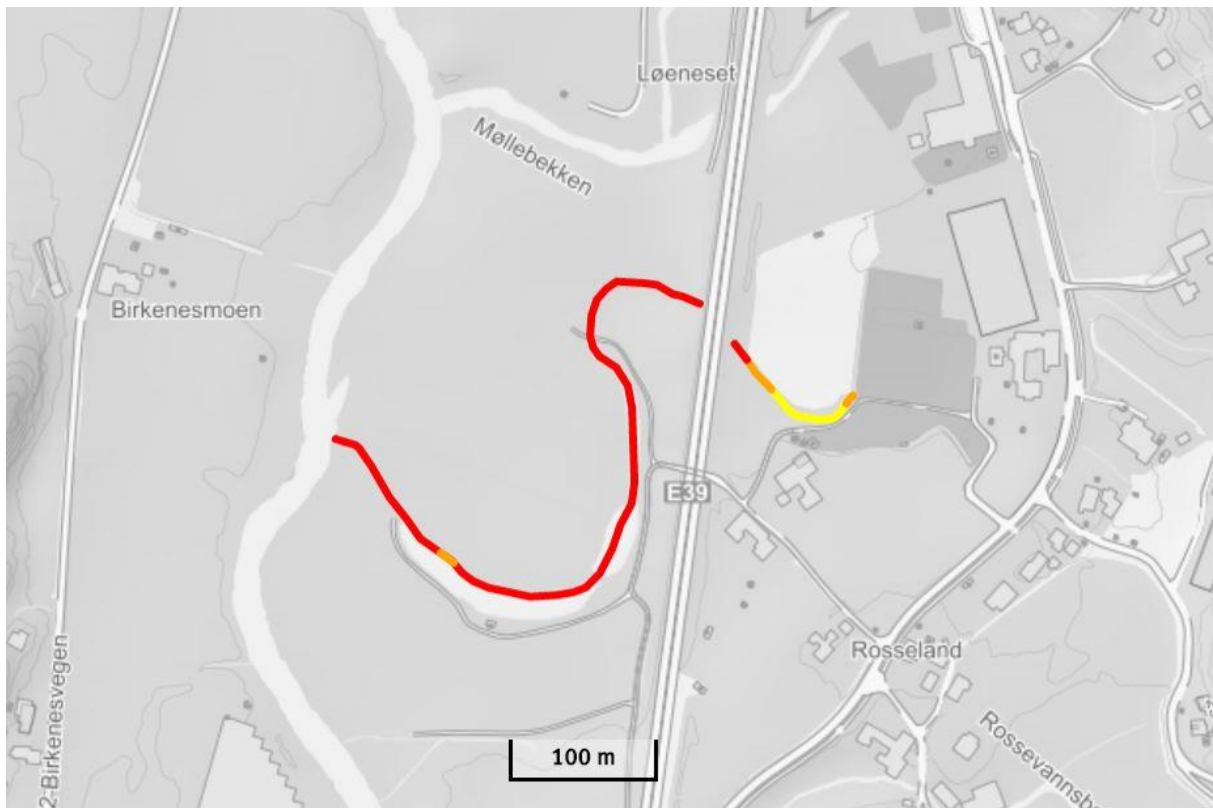 Løeneset
Møllebekken
Birkenesmoen
E39
Rosseland
2-Birkenesvegen
Rossevannsb
100 m